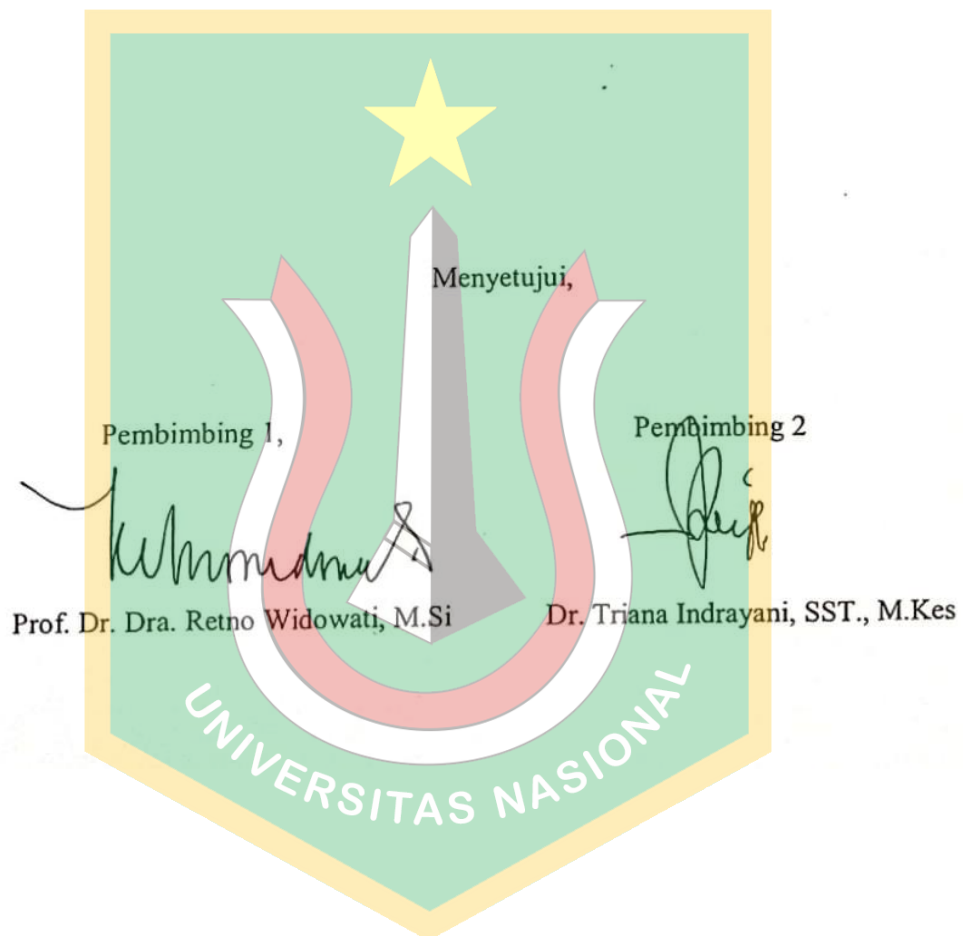 Menyetujui,
Pembimbing 1,
Pembimbing 2
Prof. Dr. Dra. Retno Widowati, M.Si
Dr. Triana Indrayani, SST., M.Kes
UNIVERSITAS NASIONAL